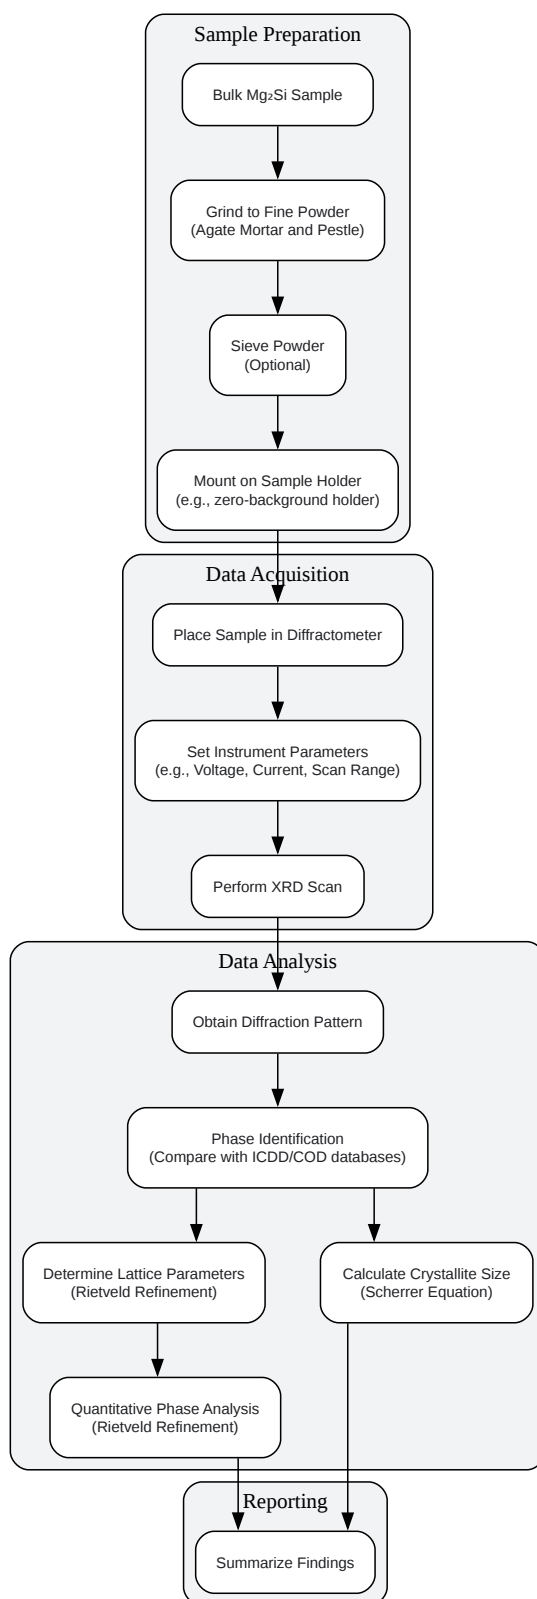 Sample Preparation
Bulk Mg₂Si Sample
Grind to Fine Powder
(Agate Mortar and Pestle)
Sieve Powder
(Optional)
Mount on Sample Holder
(e.g., zero-background holder)
Data Acquisition
Place Sample in Diffractometer
Set Instrument Parameters
(e.g., Voltage, Current, Scan Range)
Perform XRD Scan
Data Analysis
Obtain Diffraction Pattern
Phase Identification
(Compare with ICDD/COD databases)
Determine Lattice Parameters
(Rietveld Refinement)
Calculate Crystallite Size
(Scherrer Equation)
Quantitative Phase Analysis
(Rietveld Refinement)
Reporting
Summarize Findings